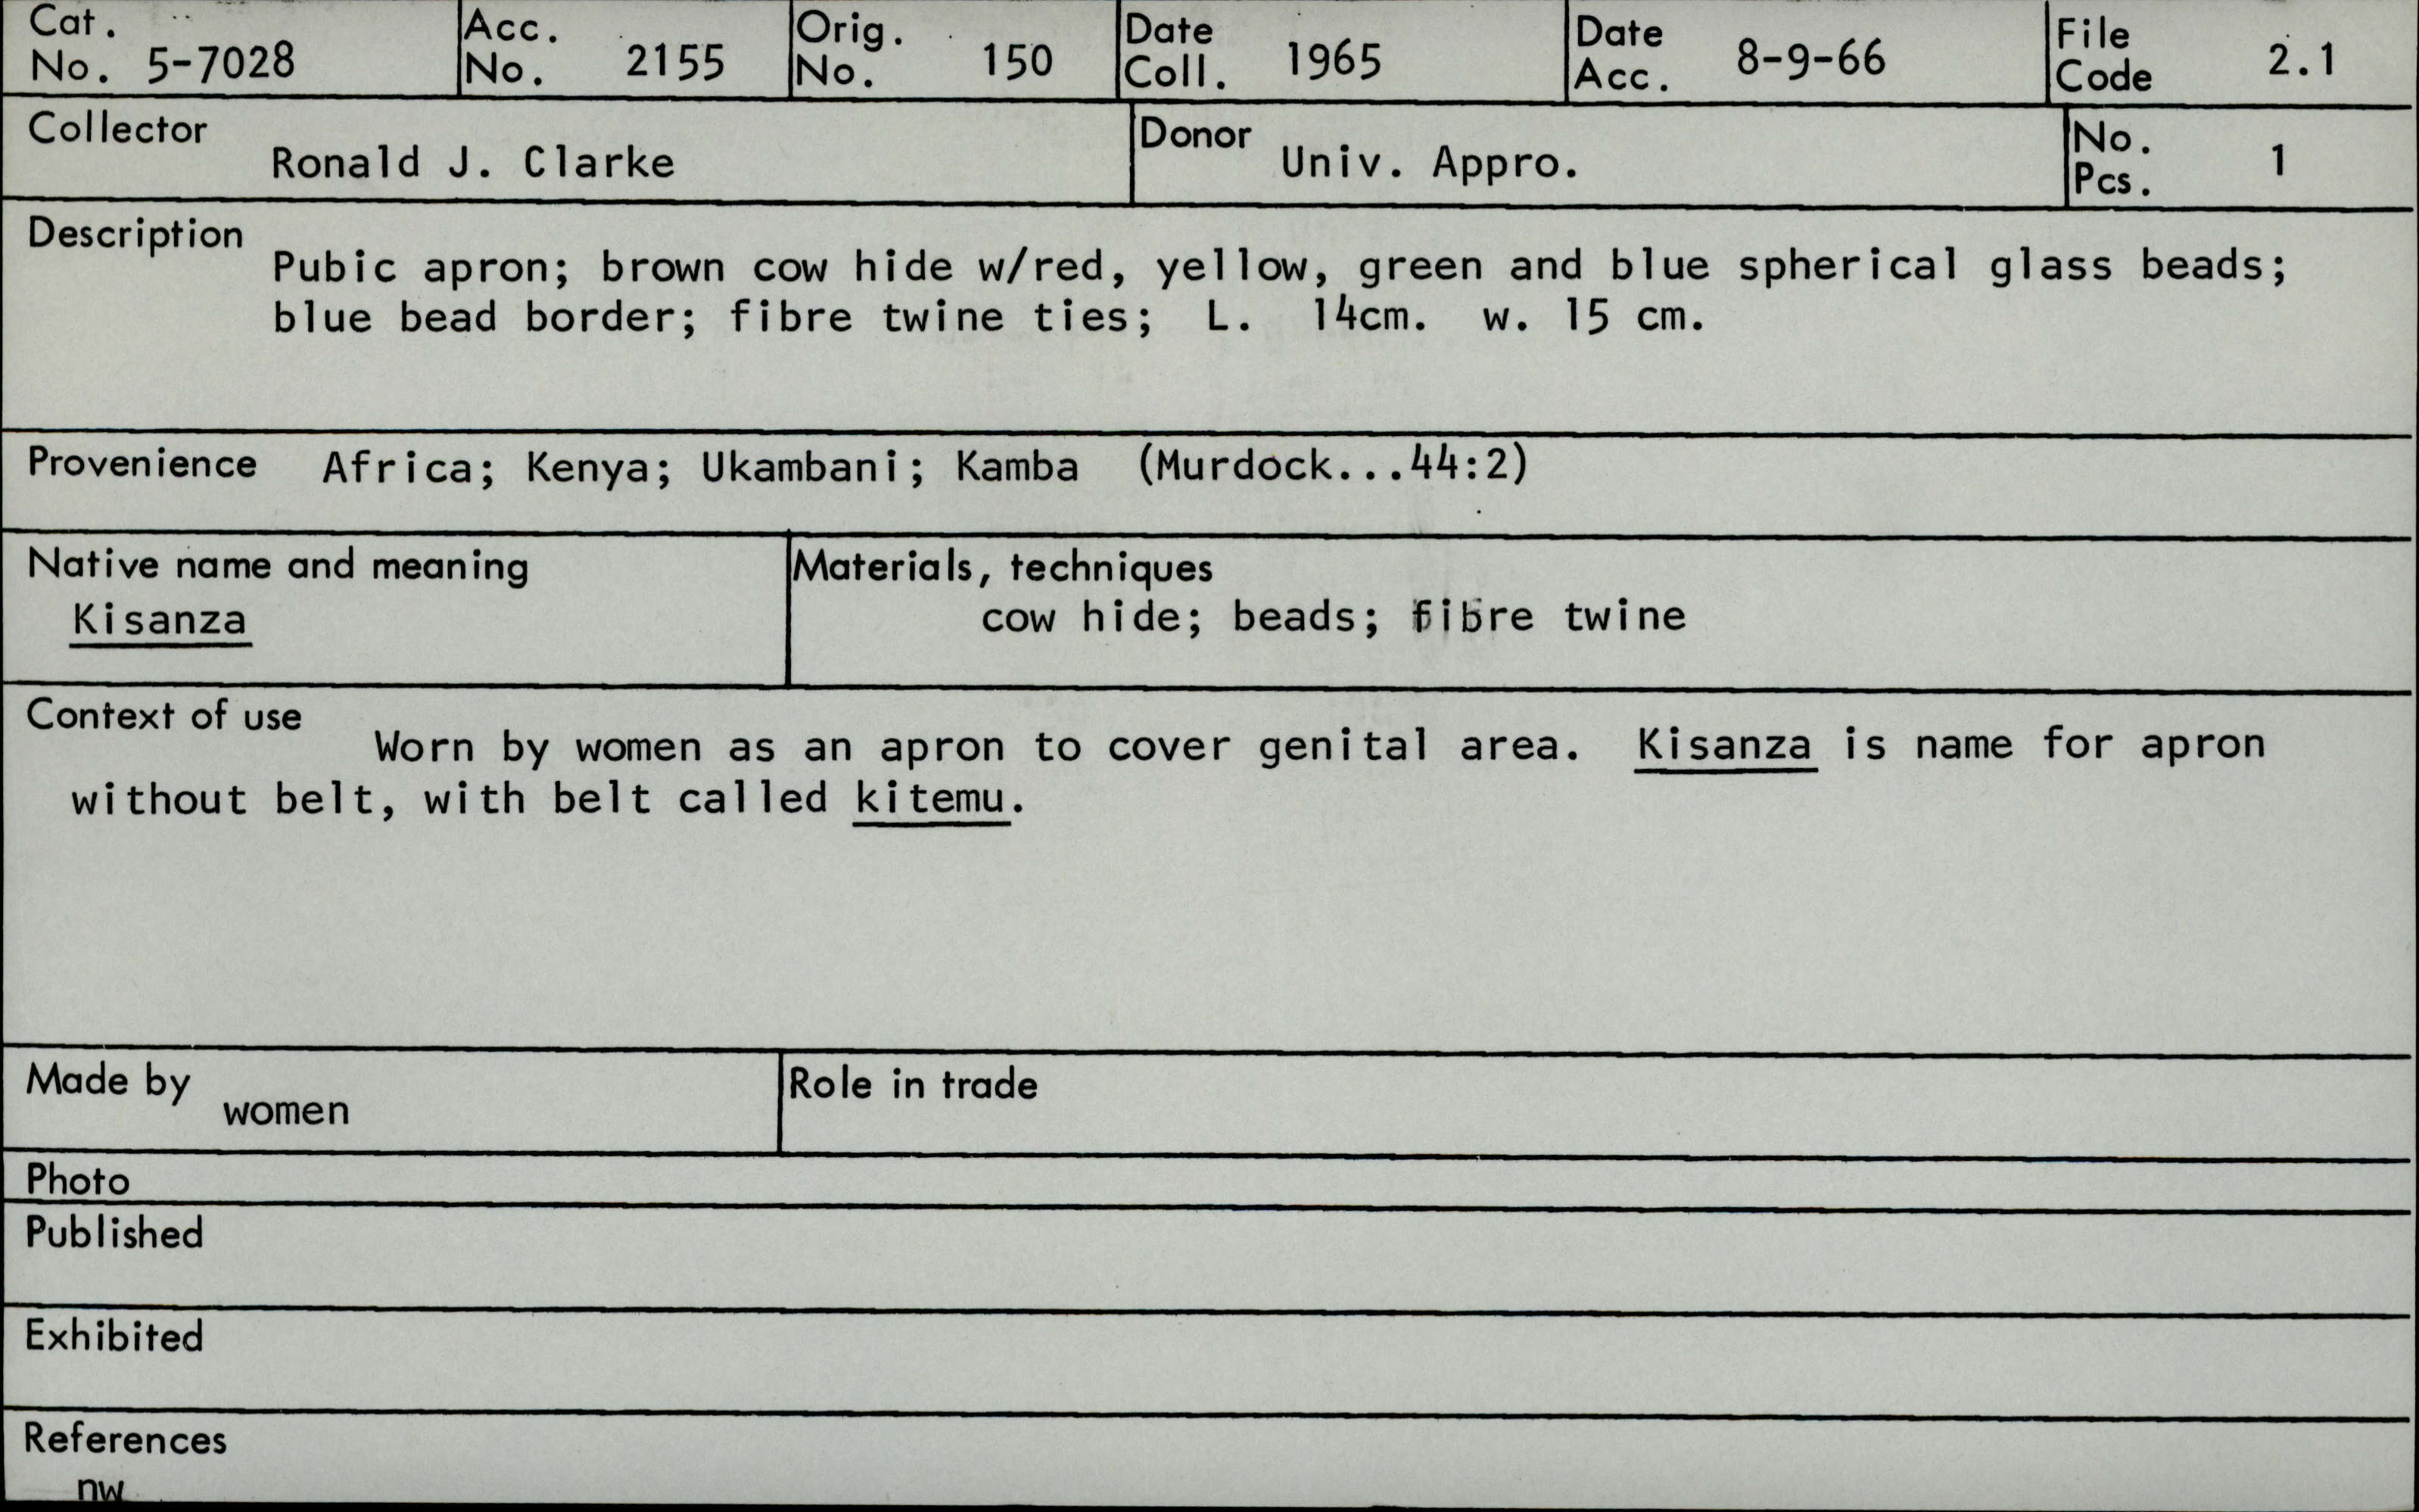 Cat. No. 5-7028 Acc. No. 2155 Orig. No. 150 Date Coll. 1965 Date Acc. 8-9-66 File Code 2.1
Collector Ronald J. Clarke Donor Univ. Appro. No. Pcs. 1
Description Pubic apron; brown cow hide w/red, yellow, green and blue spherical glass beads;
blue bead border; fibre twine ties; L. 14cm. w. 15 cm.
Provenience Africa; Kenya; Ukambani; Kamba (Murdock...44:2)
Native name and meaning
Kisanza
Materials, techniques
cow hide; beads; fibre twine
Context of use Worn by women as an apron to cover genital area. Kisanza is name for apron
without belt, with belt called kitemu.
Made by women
Role in trade
Photo
Published
Exhibited
References
nw